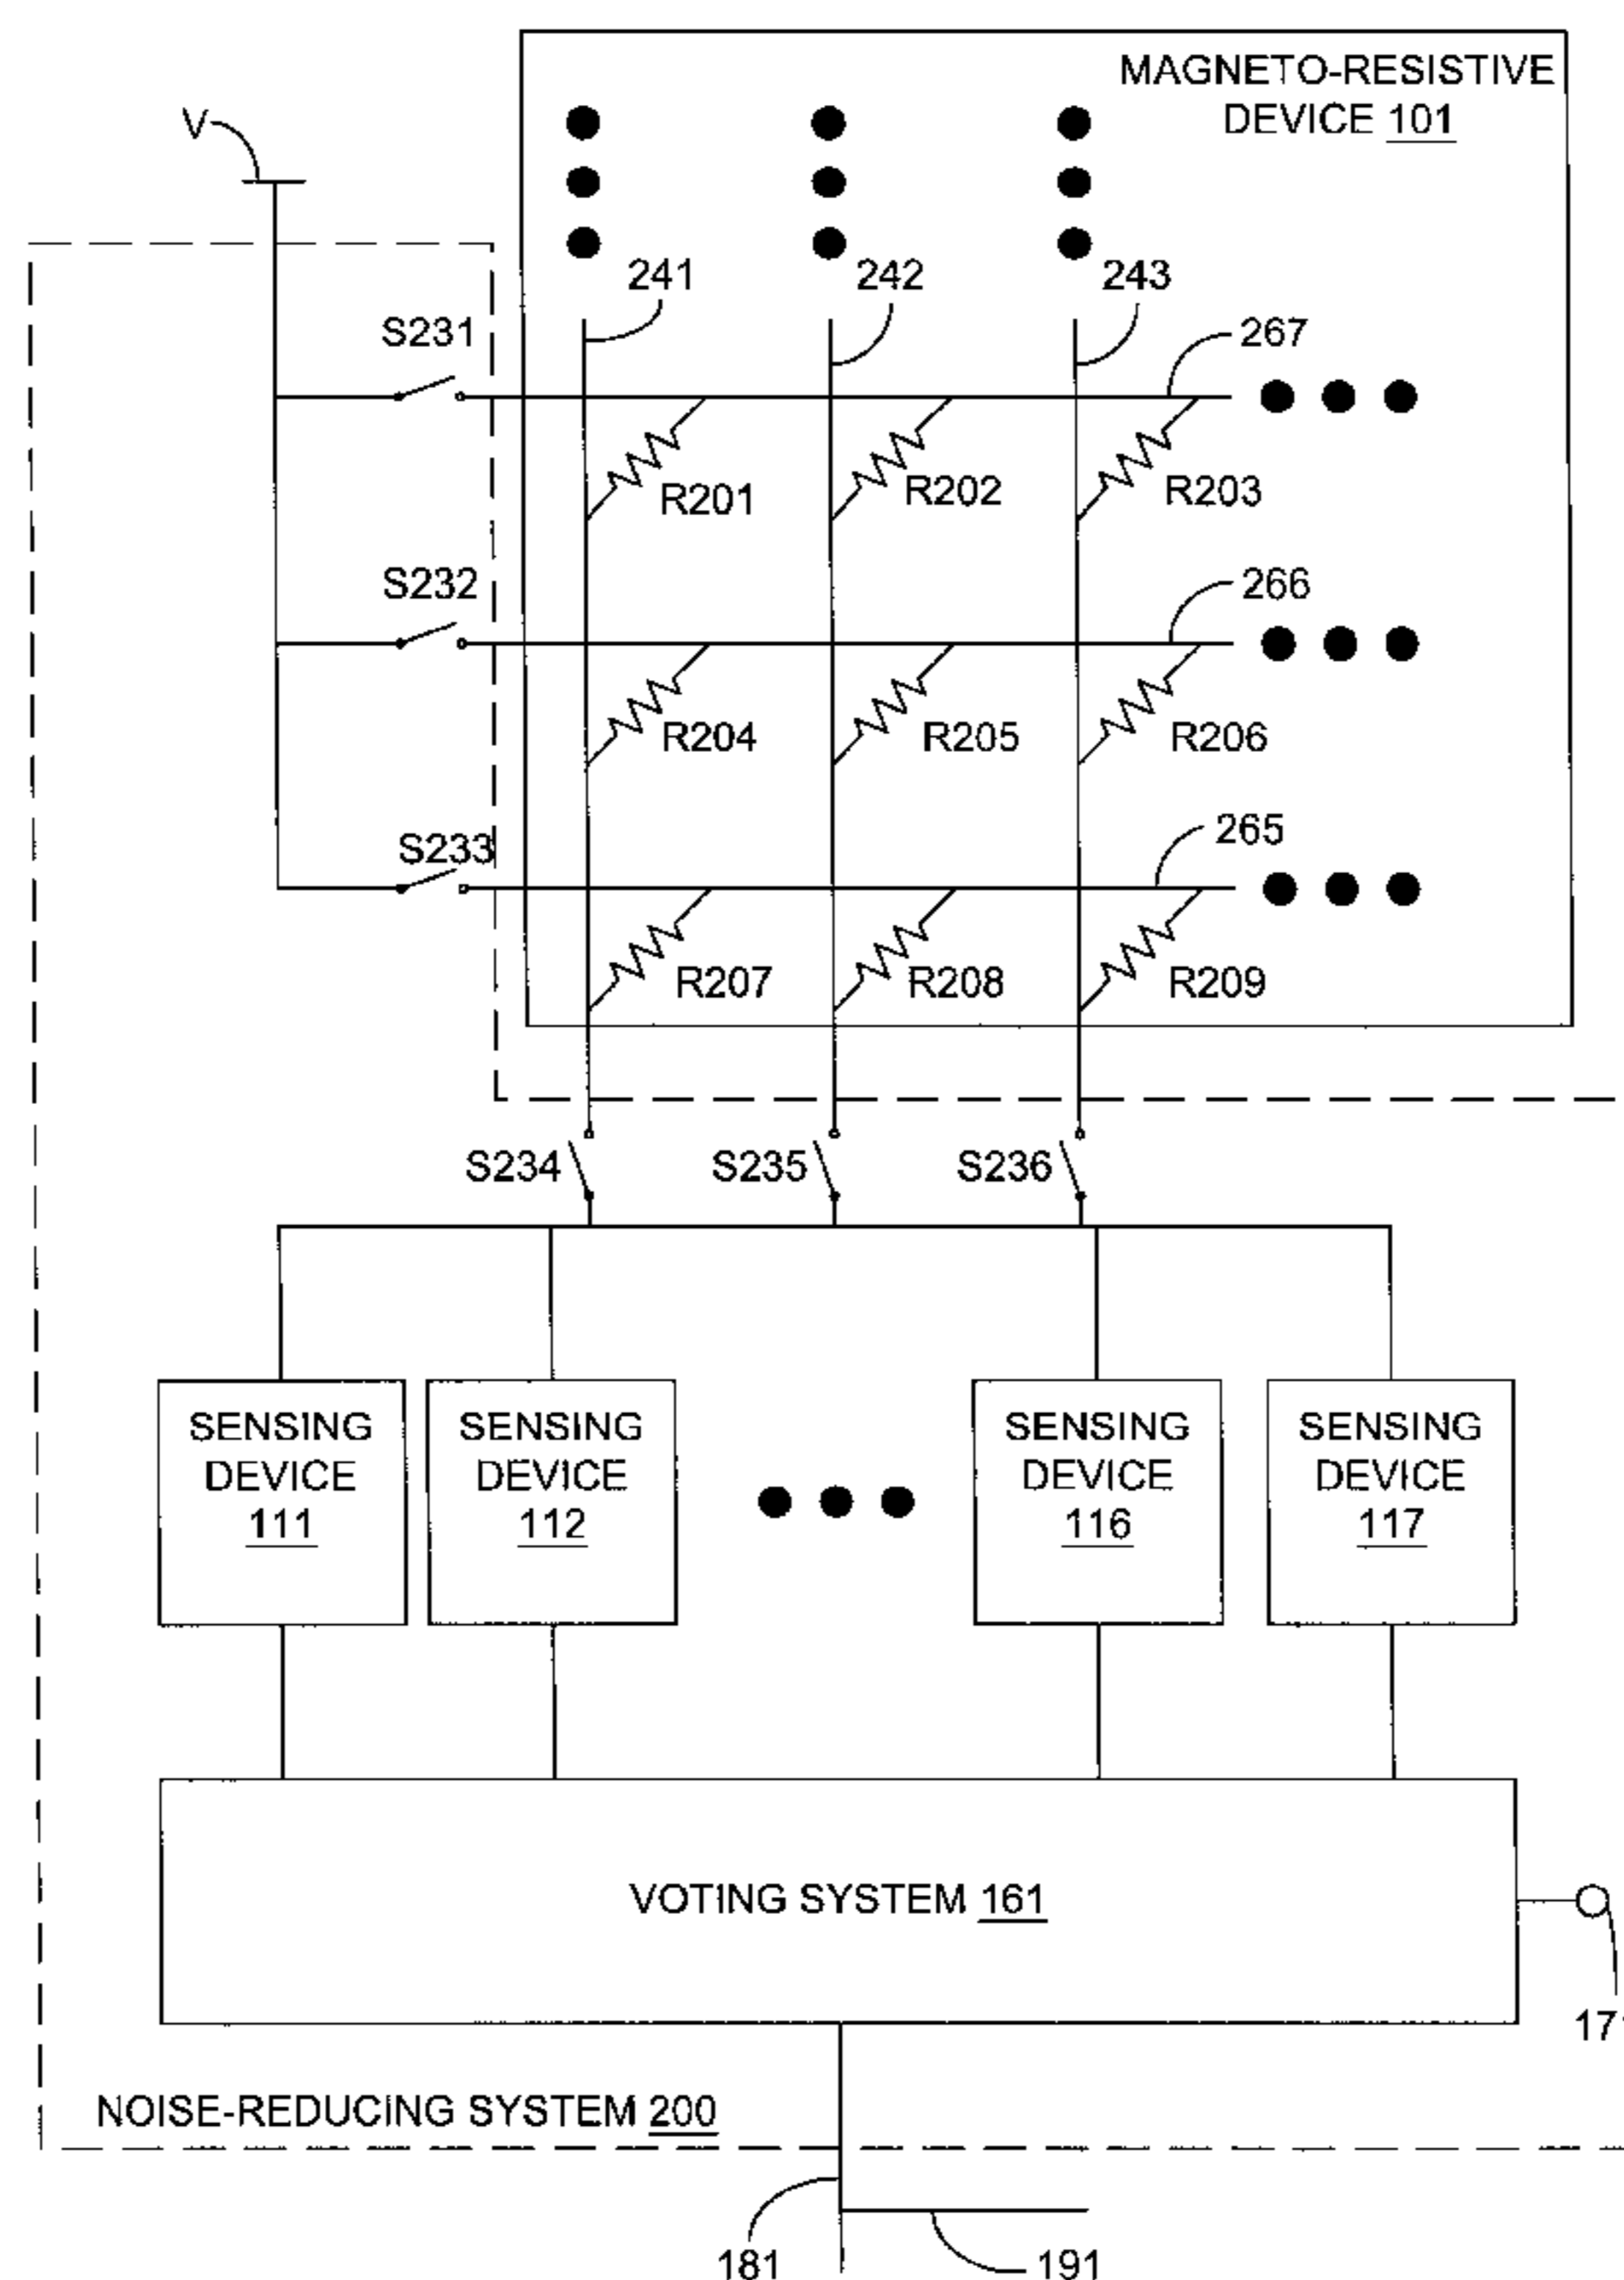 MAGNETO-RESISTIVE
DEVICE 101
V
241
242
243
S231
267
R201
R202
R203
S232
266
R204
R205
R206
S233
265
R207
R208
R209
S234
S235
S236
SENSING
DEVICE
111
SENSING
DEVICE
112
SENSING
DEVICE
116
SENSING
DEVICE
117
VOTING SYSTEM 161
NOISE-REDUCING SYSTEM 200
181
191